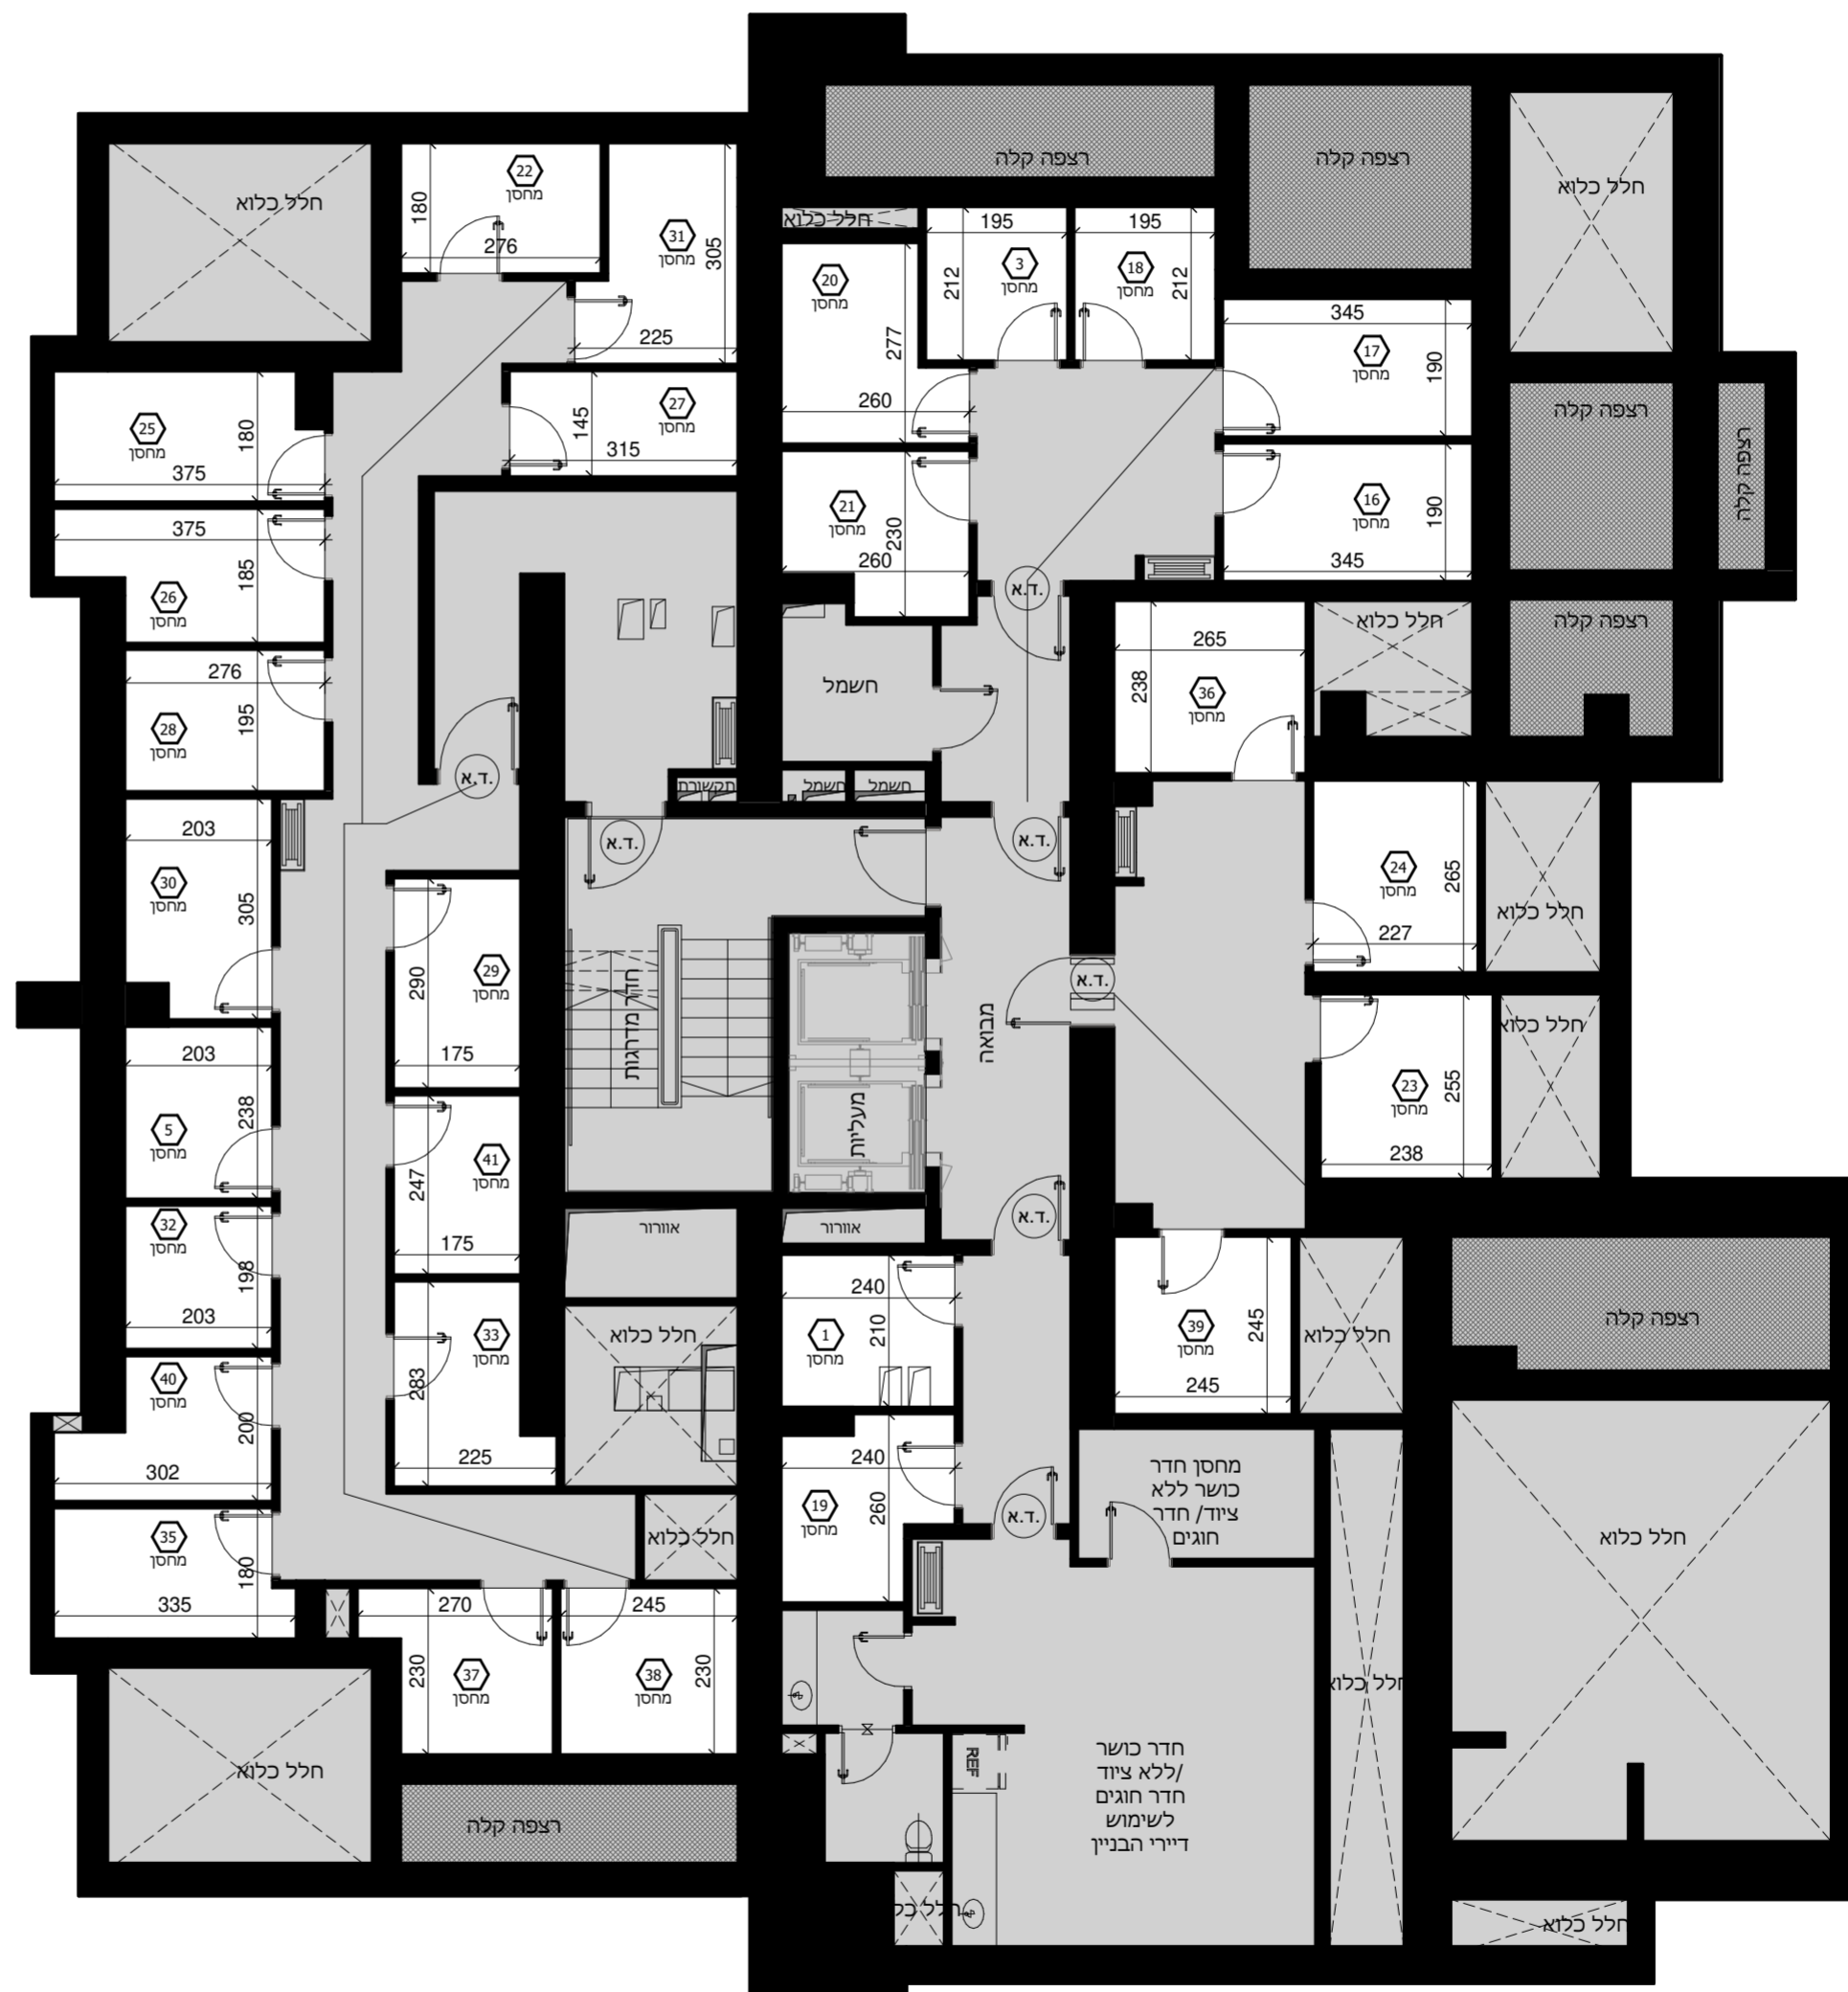 רצפה קלה
רצפה קלה
חלל כלוא
חלל כלוא
22
מחסן
180
276
31
מחסן
305
225
חלל כלוא
195
3
מחסן
212
195
18
מחסן
212
20
מחסן
277
260
345
17
מחסן
190
25
מחסן
180
375
27
מחסן
145
315
רצפה קלה
רצפה קלה
21
מחסן
230
260
16
מחסן
190
345
375
26
מחסן
185
ד.א.
265
36
מחסן
238
חלל כלוא
רצפה קלה
276
28
מחסן
195
חשמל
ד.א.
תקשורת
חשמל
חשמל
203
30
מחסן
305
ד.א.
ד.א.
24
מחסן
265
227
חלל כלוא
29
מחסן
290
175
חדר מדרגות
מבואה
ד.א.
חלל כלוא
203
5
מחסן
238
41
מחסן
247
175
מעליות
23
מחסן
255
238
32
מחסן
198
203
אוורור
אוורור
ד.א.
33
מחסן
283
225
חלל כלוא
240
1
מחסן
210
39
מחסן
245
245
חלל כלוא
רצפה קלה
40
מחסן
200
302
240
19
מחסן
260
מחסן חדר
כושר ללא
ציוד/ חדר
חוגים
ד.א.
35
מחסן
180
335
חלל כלוא
חלל כלוא
270
37
מחסן
230
245
38
מחסן
230
חלל כלוא
חלל כלוא
רצפה קלה
REF
חדר כושר
ללא ציוד/
חדר חוגים
לשימוש
דיירי הבניין
חלל כלוא